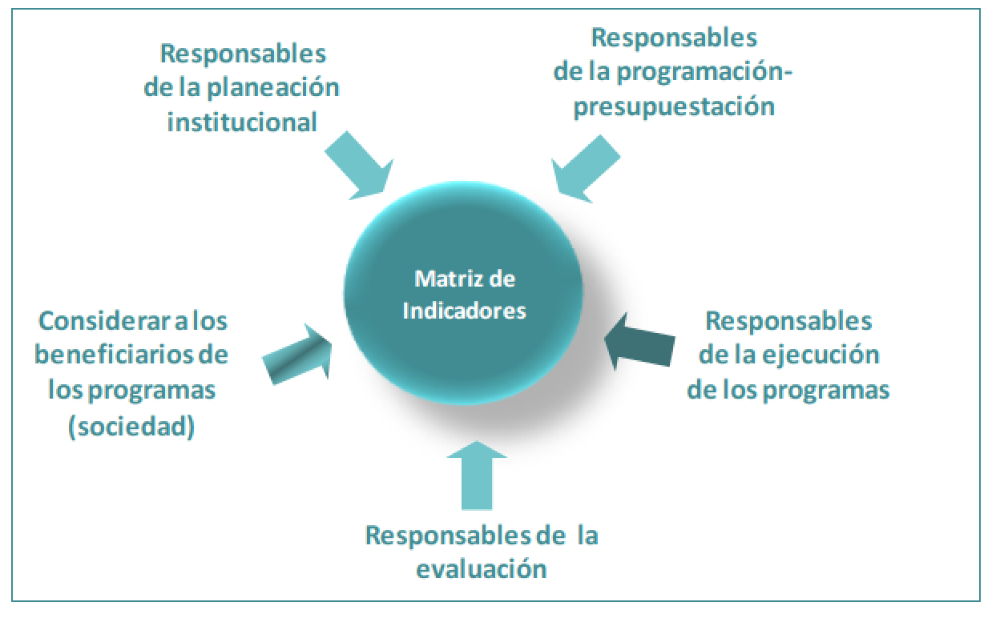 Responsables
de la planeación
institucional
Responsables
de la programación-
presupuestación
Matriz de
Indicadores
Considerar a los
beneficiarios de
los programas
(sociedad)
Responsables
de la ejecución
de los programas
Responsables de la
evaluación